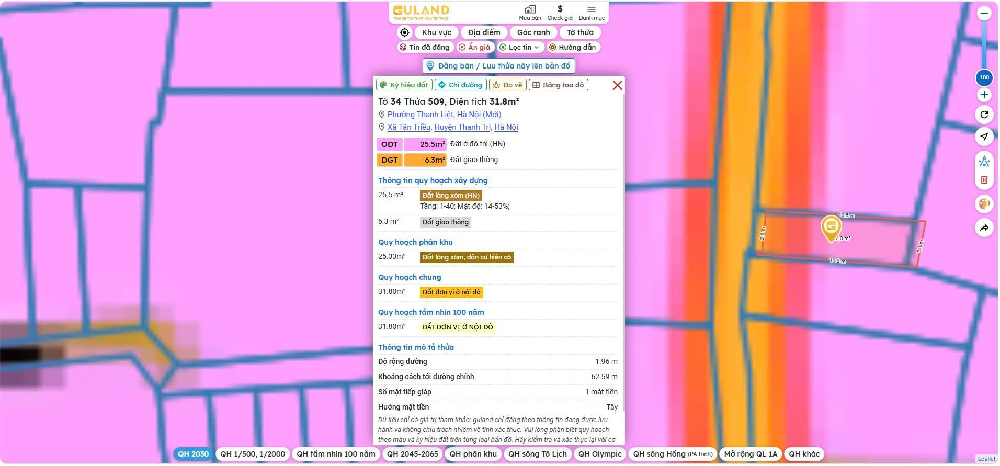 GULAND
THÔNG TIN THẬT - GIÁ TRỊ THẬT
Mua bán
$
Check giá
Danh mục
Khu vực
Địa điểm
Góc ranh
Tờ thửa
Tin đã đăng
Ẩn giá
Lọc tin
Hướng dẫn
Đăng bán / Lưu thửa này lên bản đồ
Ký hiệu đất
Chỉ đường
Đo vẽ
Bảng tọa độ
Tờ 34 Thửa 509, Diện tích 31.8m²
Phường Thanh Liệt, Hà Nội (Mới)
Xã Tân Triều, Huyện Thanh Trì, Hà Nội
ODT 25.5m² Đất ở đô thị (HN)
DGT 6.3m² Đất giao thông
Thông tin quy hoạch xây dựng
25.5 m² Đất làng xóm (HN)
Tầng: 1-40; Mật độ: 14-53%;
6.3 m² Đất giao thông
Quy hoạch phân khu
25.33m² Đất làng xóm, dân cư hiện có
Quy hoạch chung
31.80m² Đất đơn vị ở nội đô
Quy hoạch tầm nhìn 100 năm
31.80m² ĐẤT ĐƠN VỊ Ở NỘI ĐÔ
Thông tin mô tả thửa
Độ rộng đường 1.96 m
Khoảng cách tới đường chính 62.59 m
Số mặt tiếp giáp 1 mặt tiền
Hướng mặt tiền Tây
Dữ liệu chỉ có giá trị tham khảo: guland chỉ đăng theo thông tin đang được lưu
hành và không chịu trách nhiệm về tính xác thực. Vui lòng phân biệt quy hoạch
theo màu và ký hiệu đất trên từng loại bản đồ. Hãy kiểm tra và xác thực lại với cơ
100
10.6 m
2.8 m
2.0 m²
3.1 m
10.6 m
QH 2030
QH 1/500, 1/2000
QH tầm nhìn 100 năm
QH 2045-2065
QH phân khu
QH sông Tô Lịch
QH Olympic
QH sông Hồng (PA trình)
Mở rộng QL 1A
QH khác
Leaflet